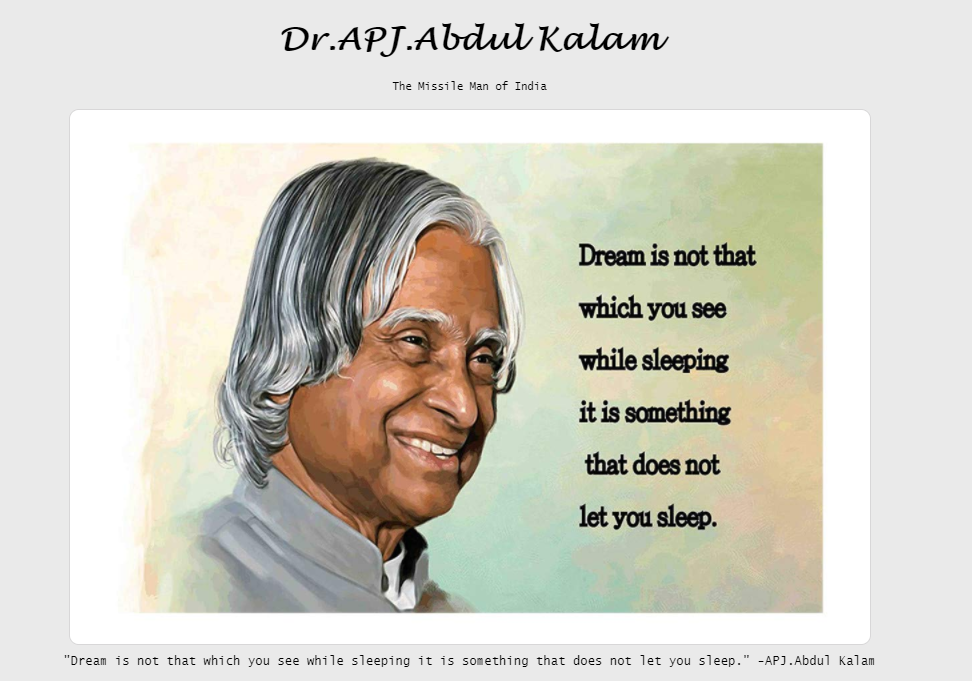 Dr.APJ.Abdul Kalam
The Missile Man of India
Dream is not that
which you see
while sleeping
it is something
that does not
let you sleep.
"Dream is not that which you see while sleeping it is something that does not let you sleep." -APJ.Abdul Kalam